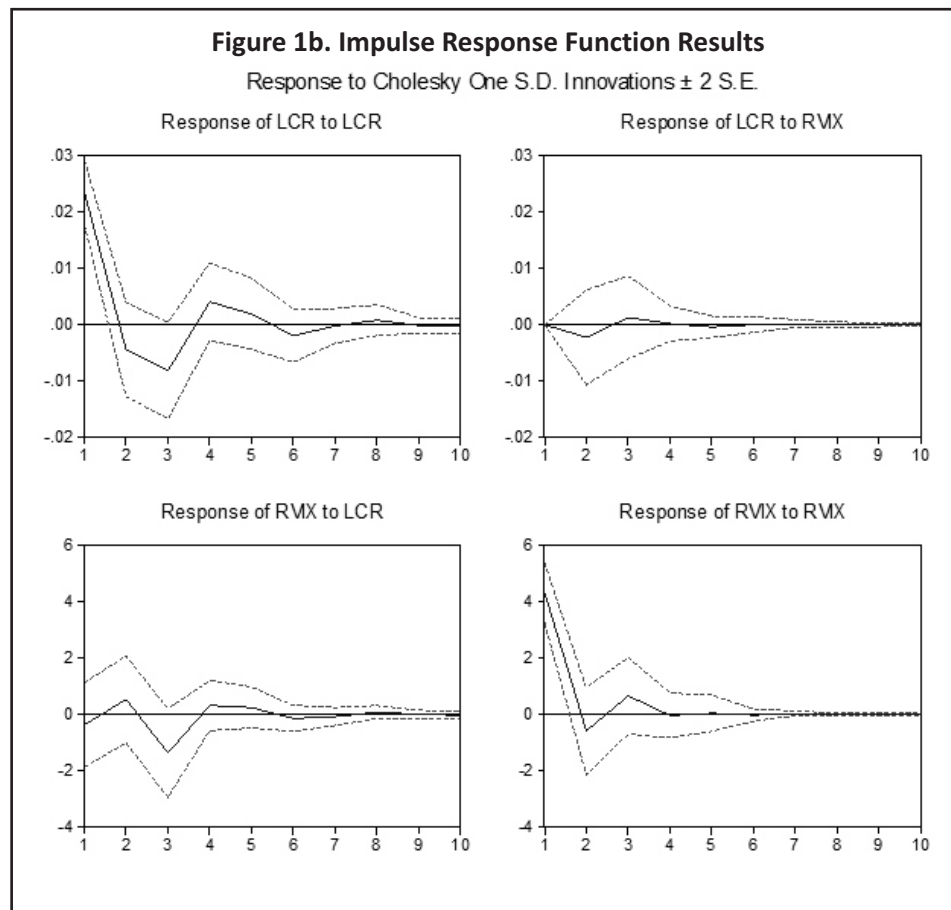 Figure 1b. Impulse Response Function Results
Response to Cholesky One S.D. Innovations ± 2 S.E.
Response of LCR to LCR
.03
.02
.01
.00
-.01
-.02
1 2 3 4 5 6 7 8 9 10
Response of LCR to RVIX
.03
.02
.01
.00
-.01
-.02
1 2 3 4 5 6 7 8 9 10
Response of RVIX to LCR
6
4
2
0
-2
-4
1 2 3 4 5 6 7 8 9 10
Response of RVIX to RVIX
6
4
2
0
-2
-4
1 2 3 4 5 6 7 8 9 10